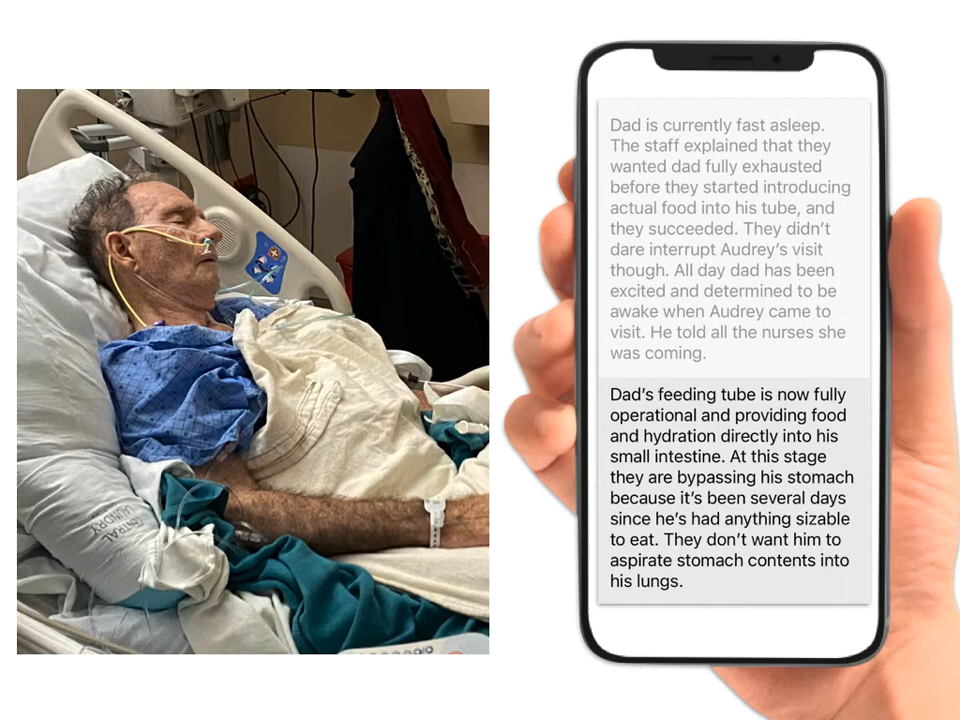 Dad is currently fast asleep.
The staff explained that they
wanted dad fully exhausted
before they started introducing
actual food into his tube, and
they succeeded. They didn't
dare interrupt Audrey's visit
though. All day dad has been
excited and determined to be
awake when Audrey came to
visit. He told all the nurses she
was coming.
Dad's feeding tube is now fully
operational and providing food
and hydration directly into his
small intestine. At this stage
they are bypassing his stomach
because it's been several days
since he's had anything sizable
to eat. They don't want him to
aspirate stomach contents into
his lungs.
CENTRAL
LAUNDRY